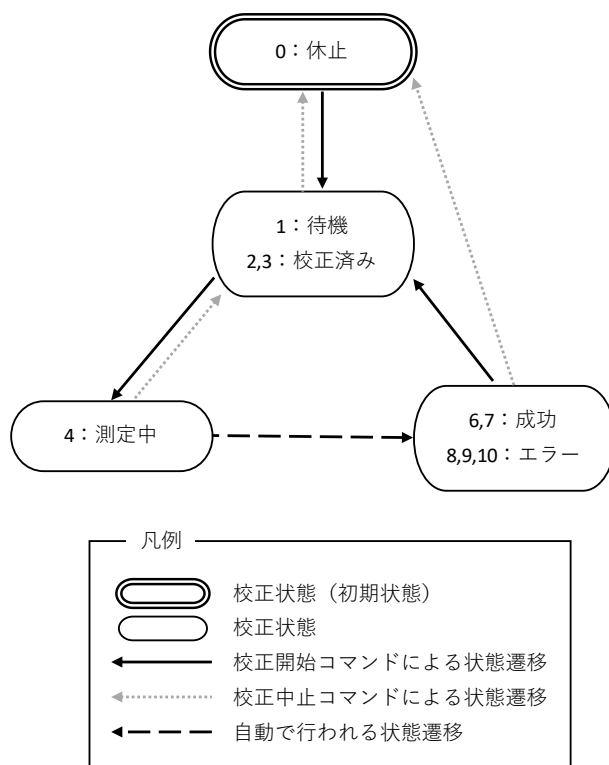 0：休止
1：待機
2,3：校正済み
4：測定中
6,7：成功
8,9,10：エラー
凡例
校正状態（初期状態）
校正状態
校正開始コマンドによる状態遷移
校正中止コマンドによる状態遷移
自動で行われる状態遷移